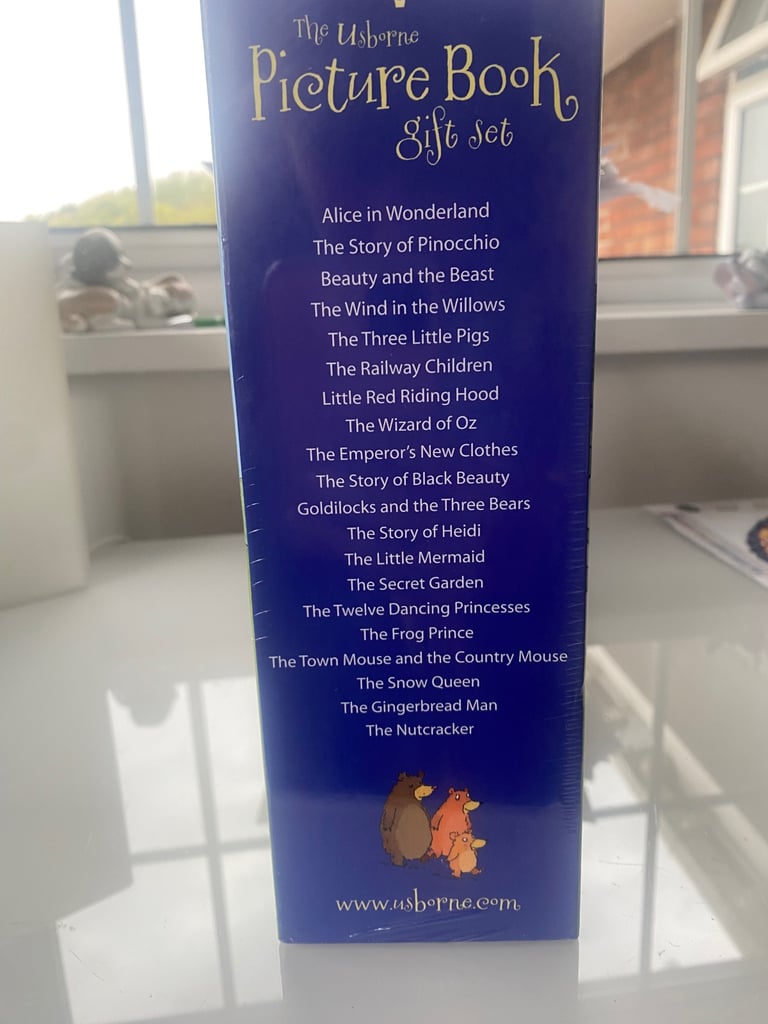 The Usborne
Picture Book
gift set
Alice in Wonderland
The Story of Pinocchio
Beauty and the Beast
The Wind in the Willows
The Three Little Pigs
The Railway Children
Little Red Riding Hood
The Wizard of Oz
The Emperor's New Clothes
The Story of Black Beauty
Goldilocks and the Three Bears
The Story of Heidi
The Little Mermaid
The Secret Garden
The Twelve Dancing Princesses
The Frog Prince
The Town Mouse and the Country Mouse
The Snow Queen
The Gingerbread Man
The Nutcracker
www.usborne.com